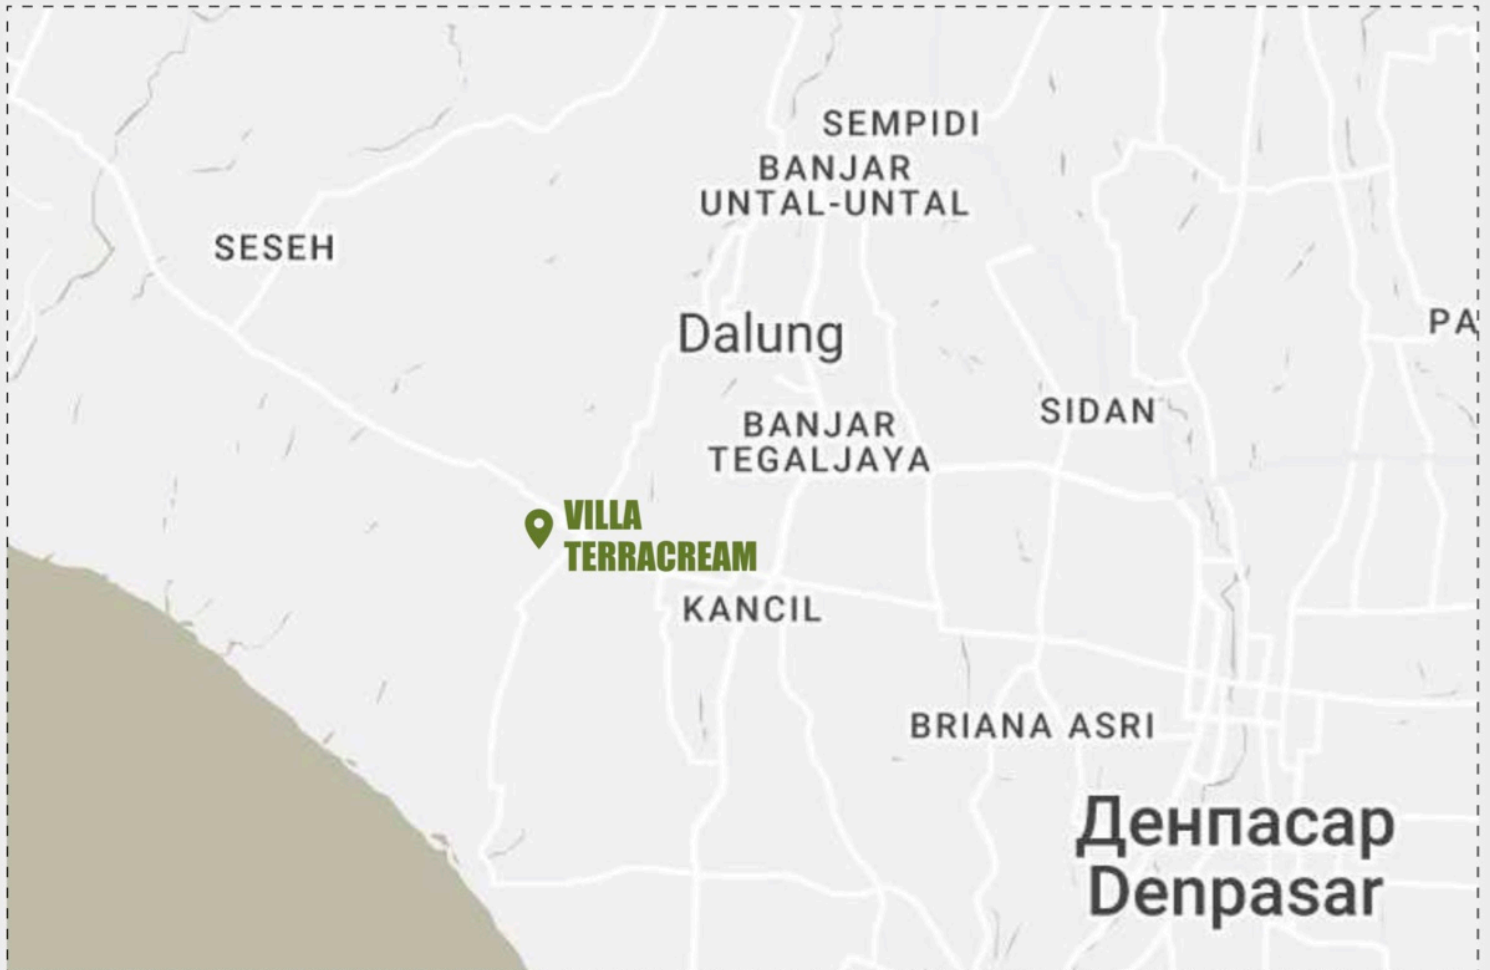 SEMPIDI
BANJAR
UNTAL-UNTAL
SESEH
PA
Dalung
SIDAN
BANJAR
TEGALJAYA
VILLA
TERRACREAM
KANCIL
BRIANA ASRI
Денпасар
Denpasar